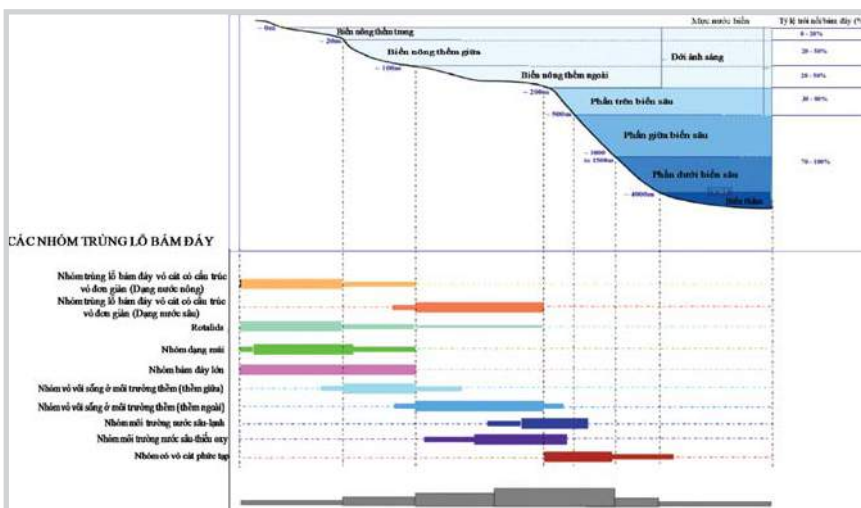 Mực nước biển
Tỷ lệ trôi nổi/bám đáy (%
~ 0m
Biển nông thềm trong
0 - 20%
~ 20m
Biển nông thềm giữa
20 - 50%
Đới ánh sáng
~ 100m
Biển nông thềm ngoài
20 - 50%
~ 200m
Phần trên biển sâu
30 - 80%
~ 500m
Phần giữa biển sâu
~ 1000
to 1500m
70 - 100%
Phần dưới biển sâu
~ 4000m
Biển thẳm
CÁC NHÓM TRÙNG LỖ BÁM ĐÁY
Nhóm trùng lỗ bám đáy vỏ cát có cấu trúc
vỏ đơn giản (Dạng nước nông)
Nhóm trùng lỗ bám đáy vỏ cát có cấu trúc
vỏ đơn giản (Dạng nước sâu)
Rotalids
Nhóm dạng múi
Nhóm bám đáy lớn
Nhóm vỏ vôi sống ở môi trường thềm (thềm giữa)
Nhóm vỏ vôi sống ở môi trường thềm (thềm ngoài)
Nhóm môi trường nước sâu-lạnh
Nhóm môi trường nước sâu-thiếu oxy
Nhóm có vỏ cát phức tạp